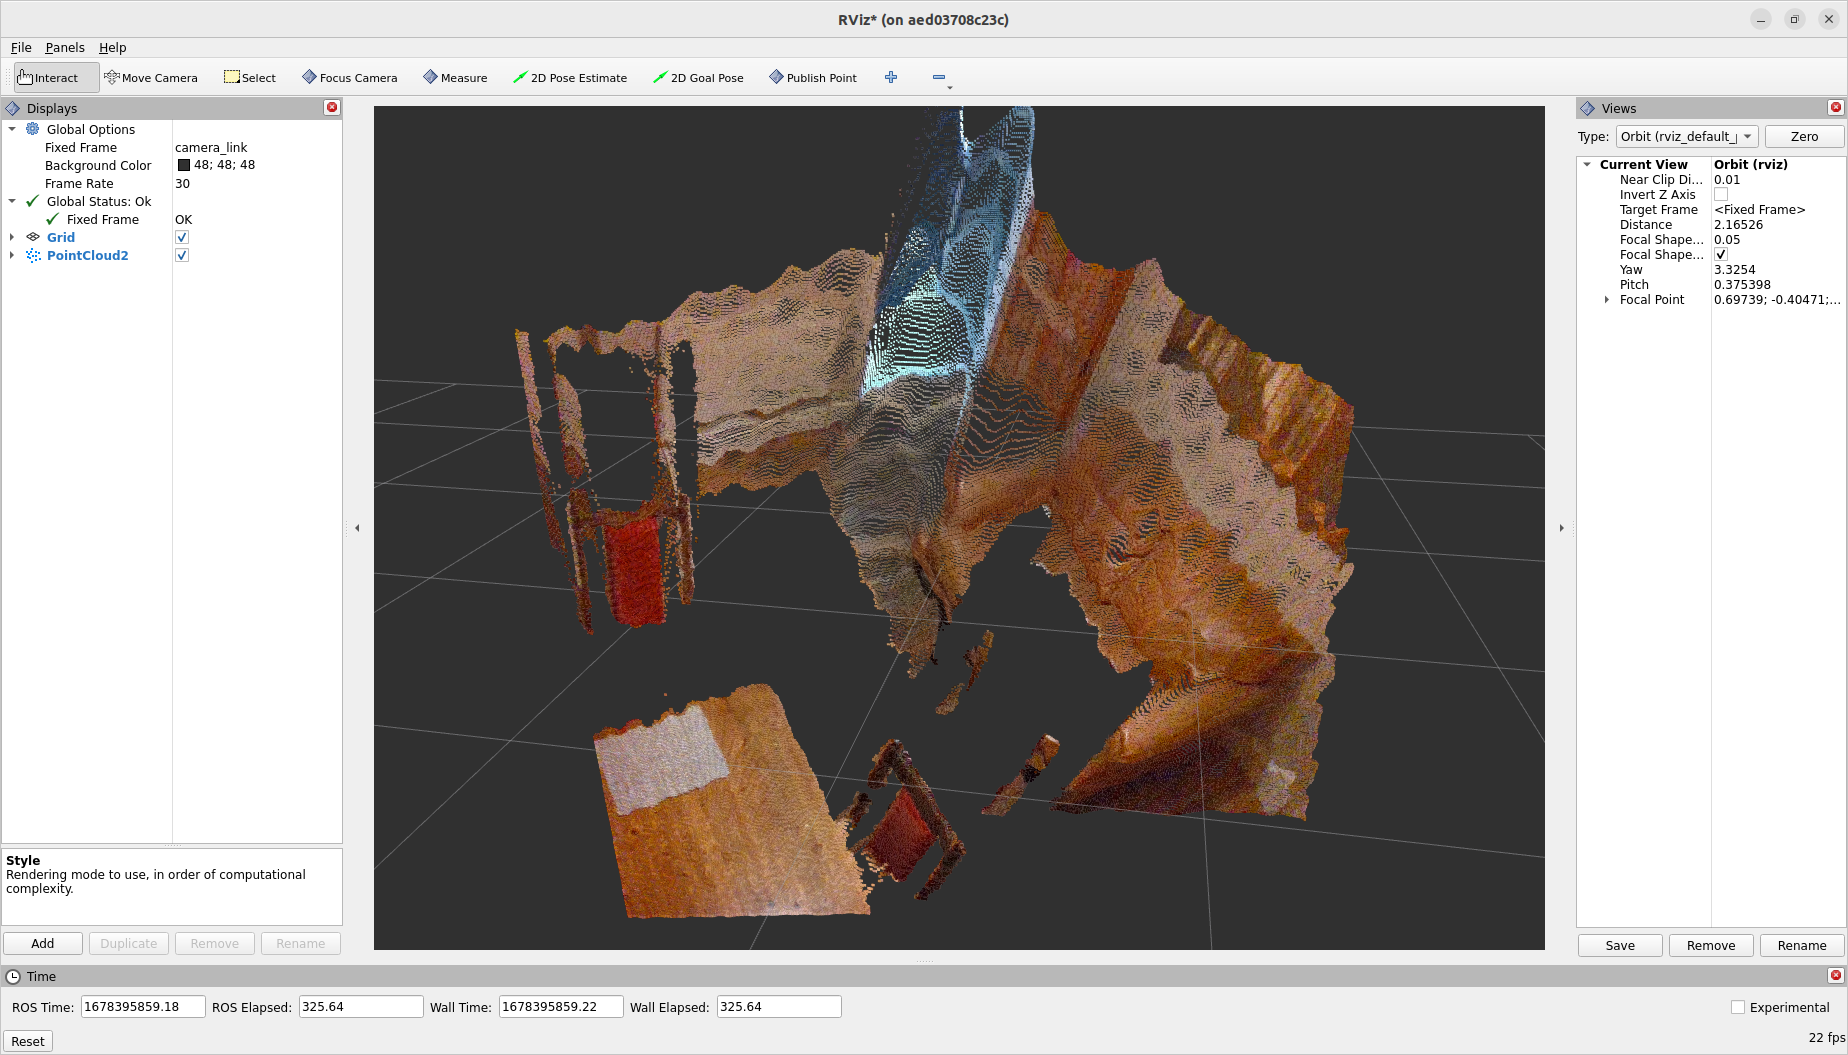 RViz* (on aed03708c23c)
File Panels Help
Interact Move Camera Select Focus Camera Measure 2D Pose Estimate 2D Goal Pose Publish Point
Displays
Global Options
Fixed Frame camera_link
Background Color 48; 48; 48
Frame Rate 30
Global Status: Ok
Fixed Frame OK
Grid
PointCloud2
Style
Rendering mode to use, in order of computational
complexity.
Add Duplicate Remove Rename
Views
Type: Orbit (rviz_default_ Zero
Current View Orbit (rviz)
Near Clip Di... 0.01
Invert Z Axis
Target Frame <Fixed Frame>
Distance 2.16526
Focal Shape... 0.05
Focal Shape...
Yaw 3.3254
Pitch 0.375398
Focal Point 0.69739; -0.40471;...
Save Remove Rename
Time
ROS Time: 1678395859.18 ROS Elapsed: 325.64 Wall Time: 1678395859.22 Wall Elapsed: 325.64 Experimental
Reset 22 fps